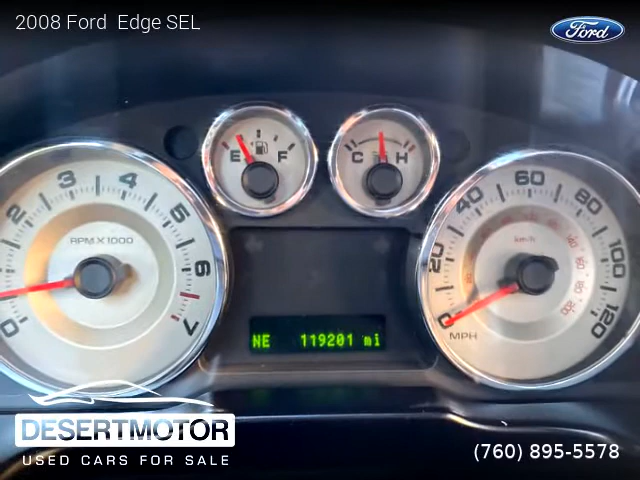 2008 Ford  Edge SEL
Ford
E F
C H
0 2 3 4 5 6 7
RPM X 1000
0 20 40 60 80 100 120
km/h
MPH
NE 119201 mi
DESERTMOTOR
USED CARS FOR SALE
(760) 895-5578